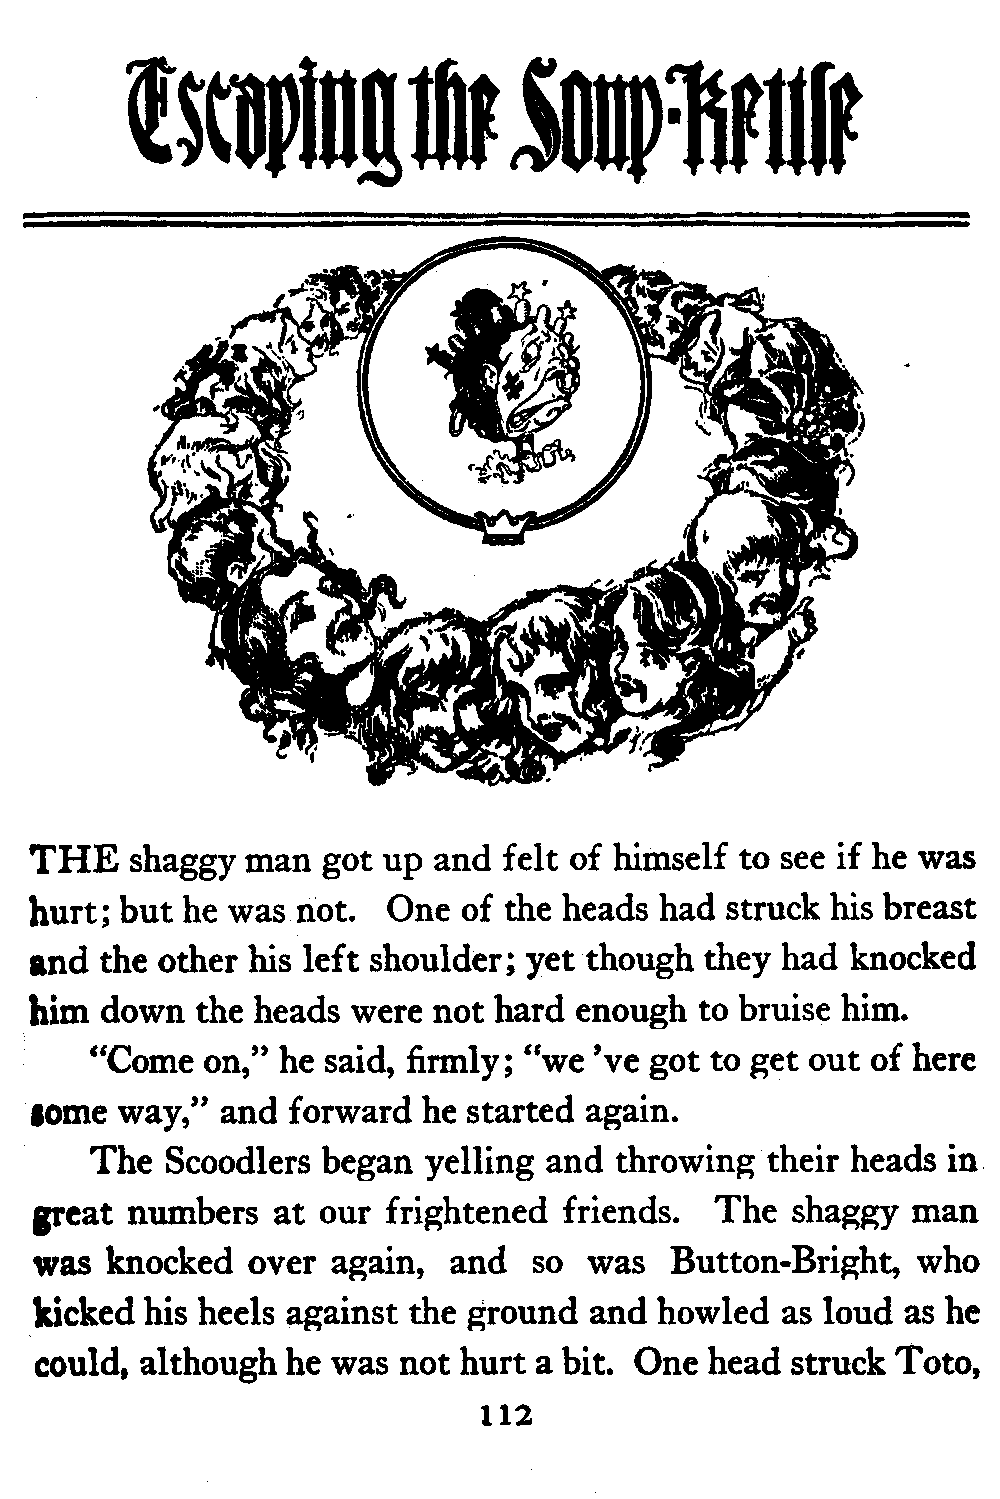 Escaping the Soup-Kettle
THE shaggy man got up and felt of himself to see if he was
hurt; but he was not. One of the heads had struck his breast
and the other his left shoulder; yet though they had knocked
him down the heads were not hard enough to bruise him.
“Come on,” he said, firmly; “we ’ve got to get out of here
some way,” and forward he started again.
The Scoodlers began yelling and throwing their heads in
great numbers at our frightened friends. The shaggy man
was knocked over again, and so was Button-Bright, who
kicked his heels against the ground and howled as loud as he
could, although he was not hurt a bit. One head struck Toto,
112